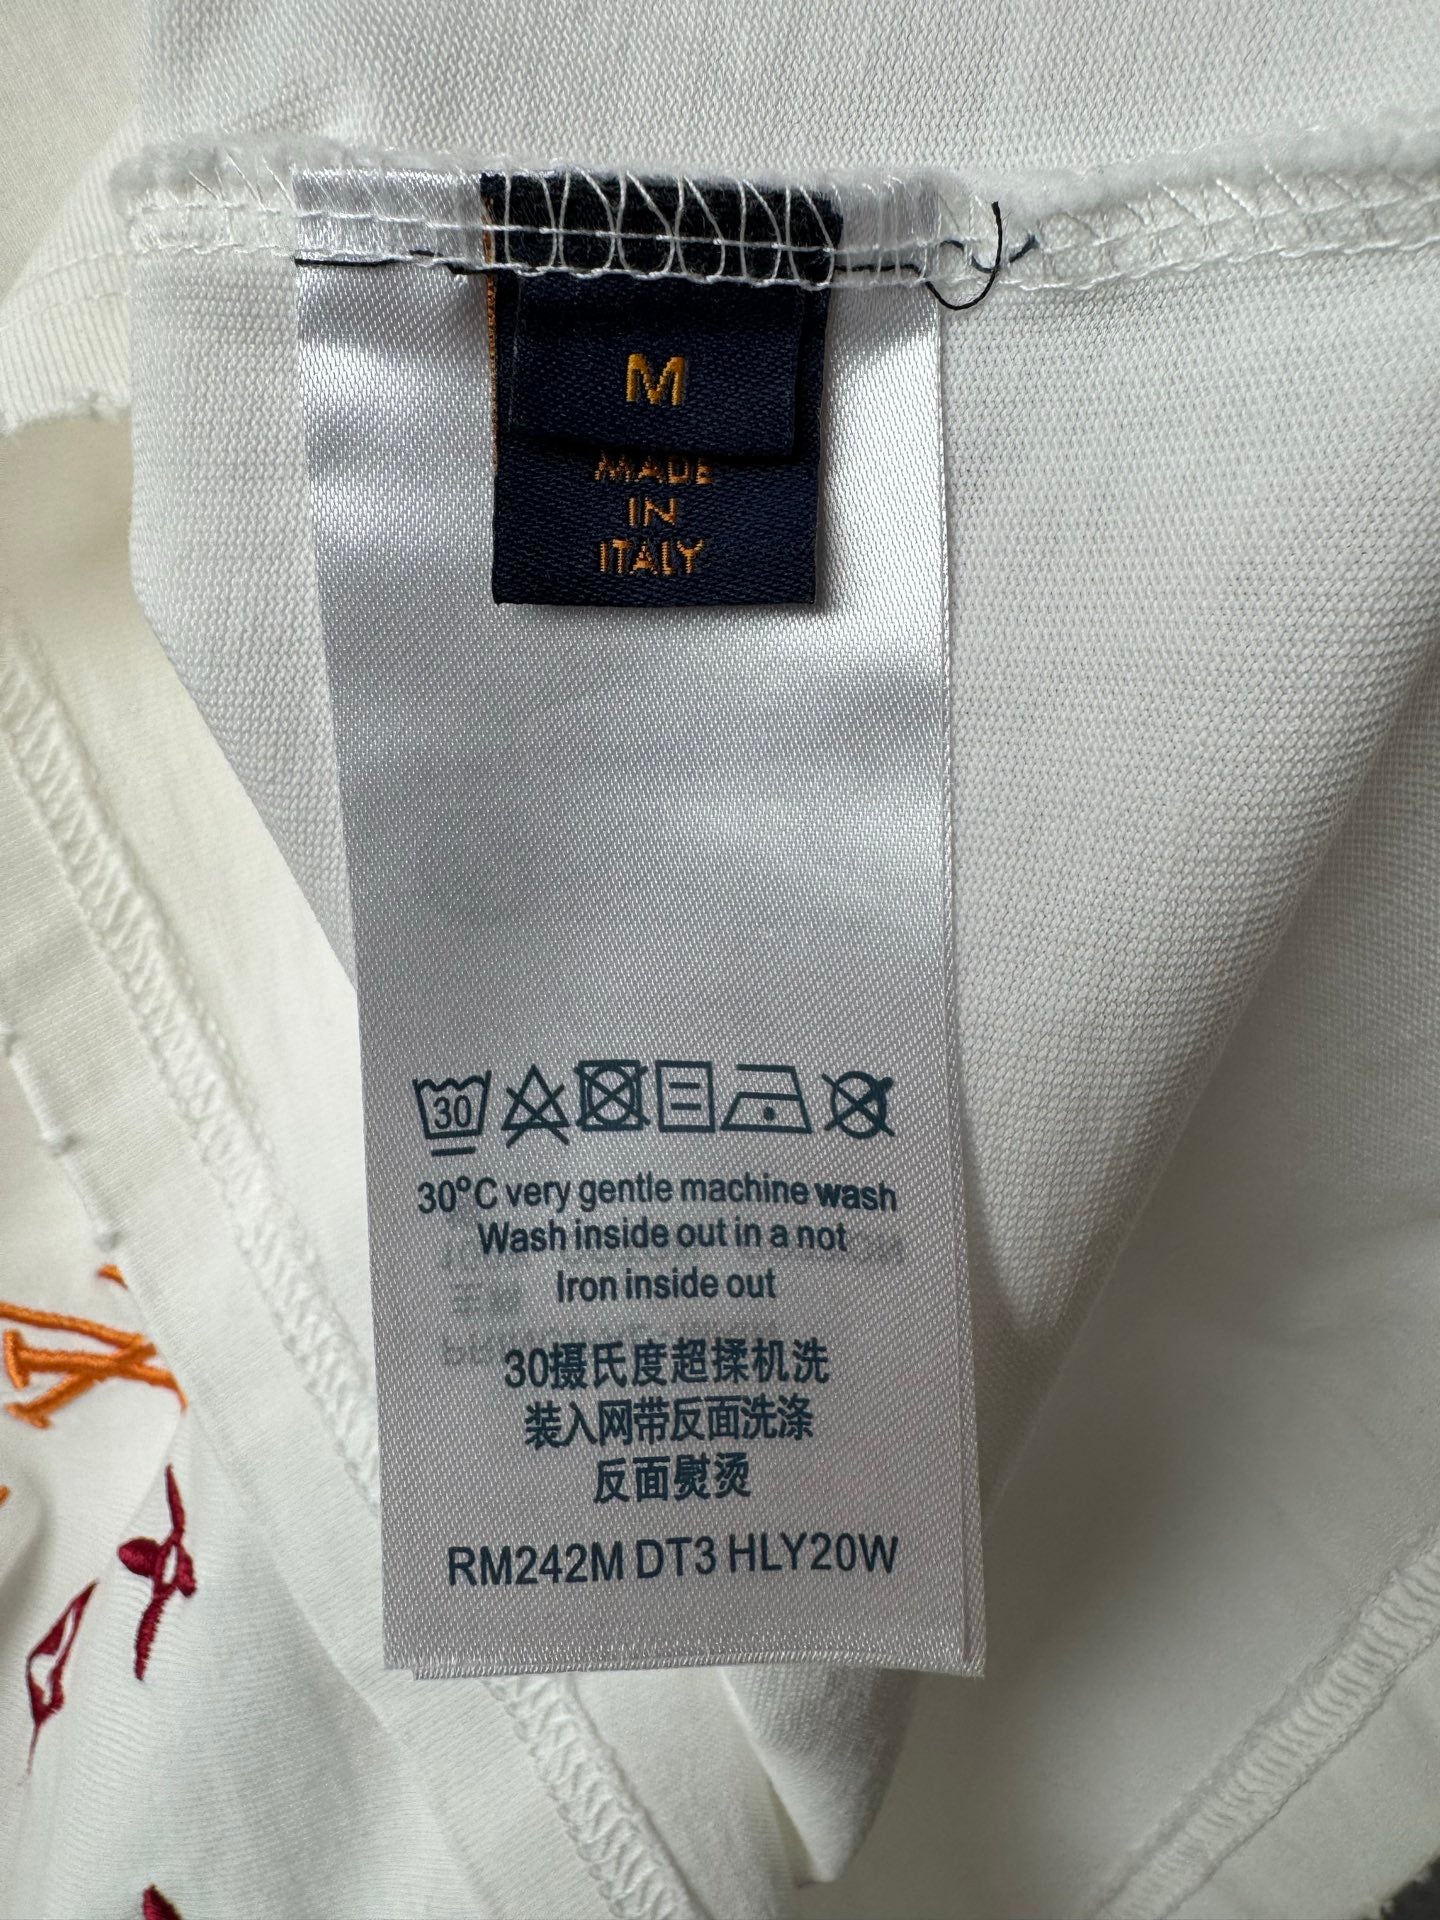 M
MADE
IN
ITALY
30
30°C very gentle machine wash
Wash inside out in a not
Iron inside out
30摄氏度超揉机洗
装入网带反面洗涤
反面熨烫
RM242M DT3 HLY20W